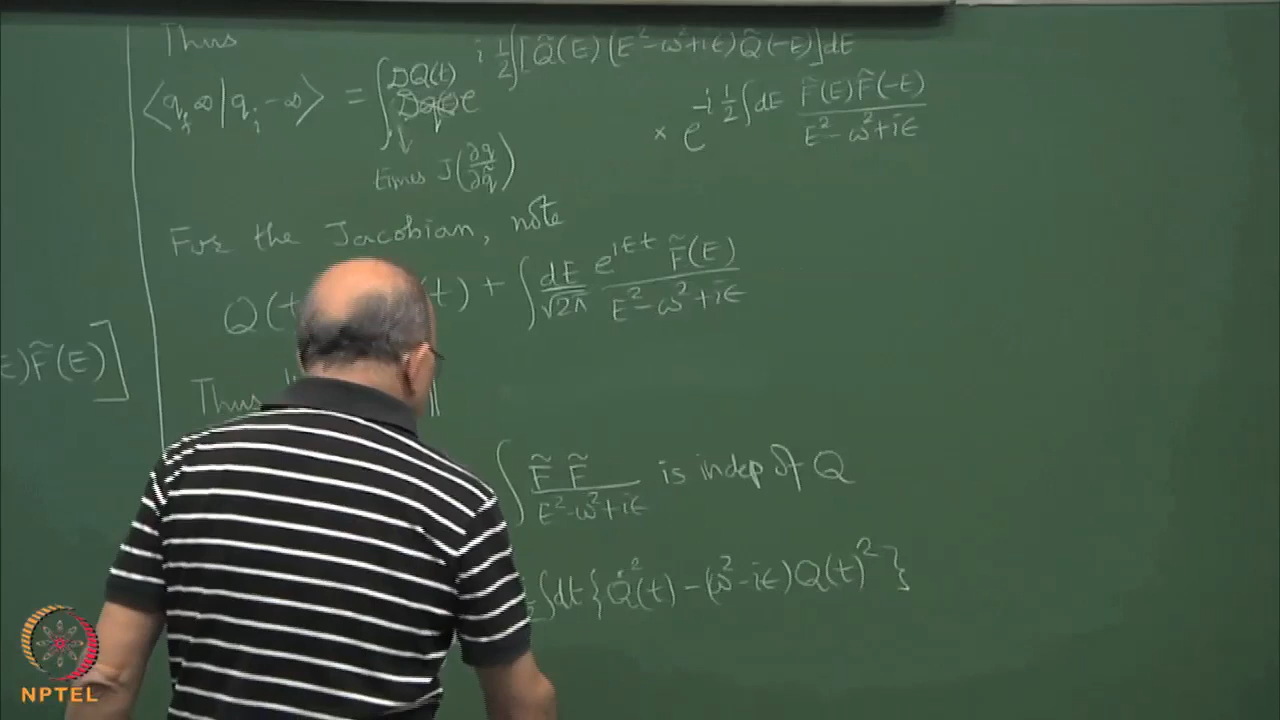 Thus
⟨q_f ∞ | q_i -∞⟩ = ∫ DQ(t) e^{i 1/2 ∫[Q̃(E) (E² - ω² + iε) Q̃(-E)] dE}
× e^{-i 1/2 ∫dE F̃(E)F̃(-E) / (E² - ω² + iε)}
times J(∂q/∂q̃)
For the Jacobian, note
Q(t t) + ∫ dE/√2π e^{iEt} F̃(E) / (E² - ω² + iε)
E)F̃(E)]
Thus
∫ F̃ F̃ / (E² - ω² + iε) is indep of Q
∫dt { Q̇²(t) - (ω² - iε)Q(t)² }
NPTEL